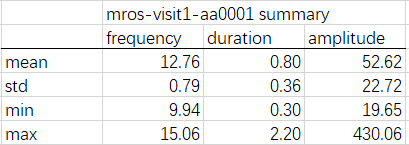 mros-visit1-aa0001 summary
frequency duration amplitude
mean 12.76 0.80 52.62
std 0.79 0.36 22.72
min 9.94 0.30 19.65
max 15.06 2.20 430.06